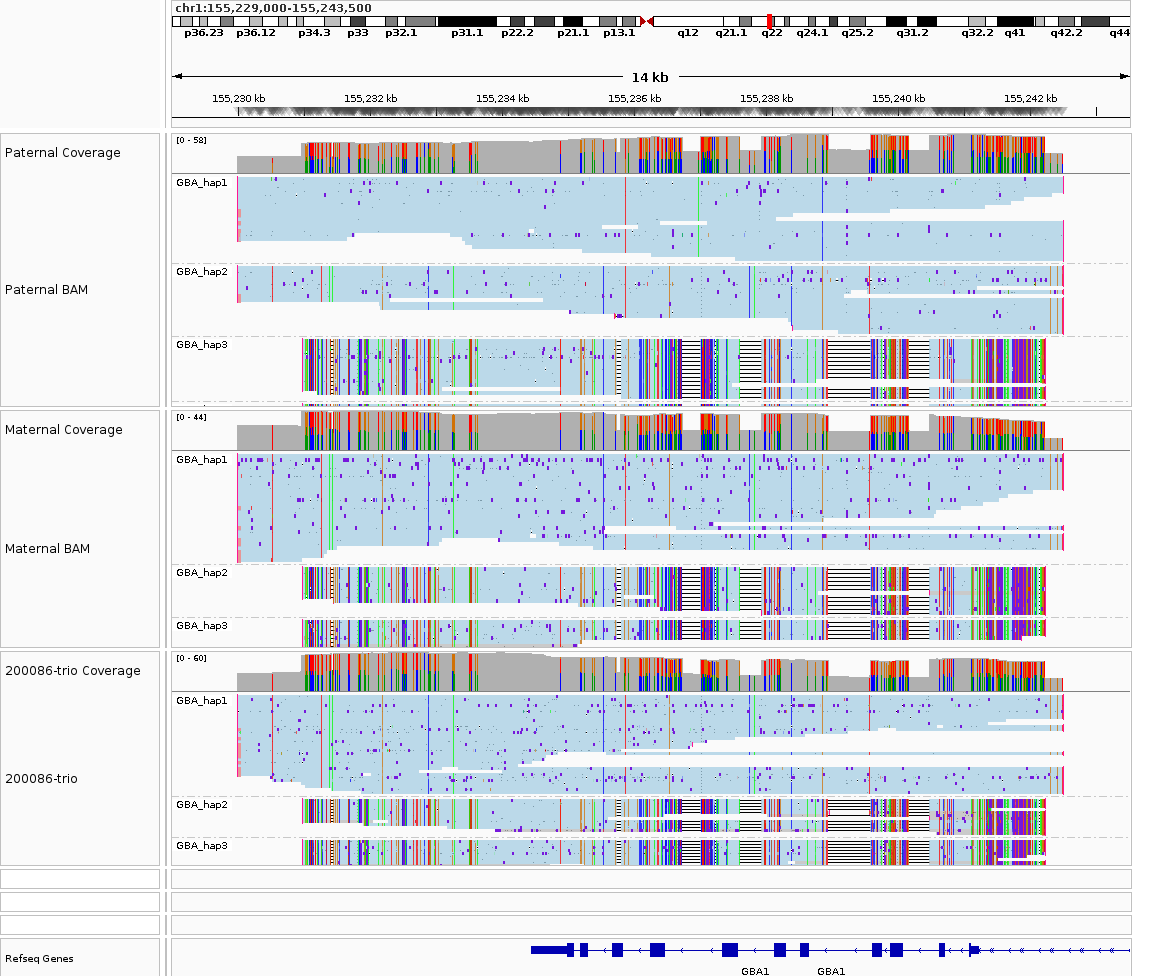 chr1:155,229,000-155,243,500
p36.23 p36.12 p34.3 p33 p32.1 p31.1 p22.2 p21.1 p13.1 q12 q21.1 q22 q24.1 q25.2 q31.2 q32.2 q41 q42.2 q44
14 kb
155,230 kb 155,232 kb 155,234 kb 155,236 kb 155,238 kb 155,240 kb 155,242 kb
Paternal Coverage
[0 - 58]
GBA_hap1
GBA_hap2
Paternal BAM
GBA_hap3
[0 - 44]
Maternal Coverage
GBA_hap1
Maternal BAM
GBA_hap2
GBA_hap3
[0 - 60]
200086-trio Coverage
GBA_hap1
200086-trio
GBA_hap2
GBA_hap3
Refseq Genes
GBA1 GBA1